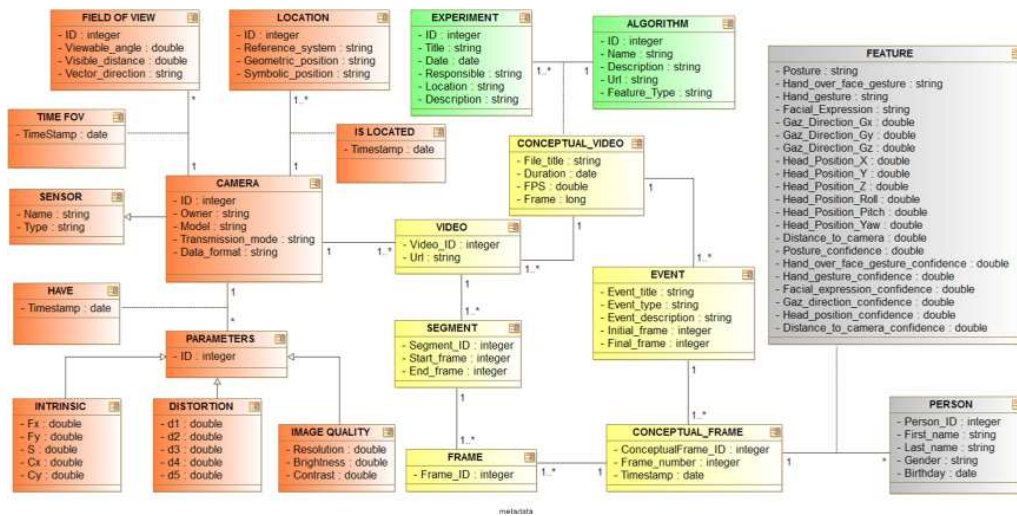 FIELD OF VIEW
- ID : integer
- Viewable_angle : double
- Visible_distance : double
- Vector_direction : string
LOCATION
- ID : integer
- Reference_system : string
- Geometric_position : string
- Symbolic_position : string
EXPERIMENT
- ID : integer
- Title : string
- Date : date
- Responsible : string
- Location : string
- Description : string
ALGORITHM
- ID : integer
- Name : string
- Description : string
- Url : string
- Feature_Type : string
1..*
1
*
1..*
TIME FOV
- TimeStamp : date
IS LOCATED
- Timestamp : date
1
1
SENSOR
- Name : string
- Type : string
CAMERA
- ID : integer
- Owner : string
- Model : string
- Transmission_mode : string
- Data_format : string
CONCEPTUAL_VIDEO
- File_title : string
- Duration : date
- FPS : double
- Frame : long
1
1
1..*
VIDEO
- Video_ID : integer
- Url : string
1
1..*
1..*
1
HAVE
- Timestamp : date
1
*
1..*
SEGMENT
- Segment_ID : integer
- Start_frame : integer
- End_frame : integer
EVENT
- Event_title : string
- Event_type : string
- Event_description : string
- Initial_frame : integer
- Final_frame : integer
PARAMETERS
- ID : integer
INTRINSIC
- Fx : double
- Fy : double
- S : double
- Cx : double
- Cy : double
DISTORTION
- d1 : double
- d2 : double
- d3 : double
- d4 : double
- d5 : double
IMAGE QUALITY
- Resolution : double
- Brightness : double
- Contrast : double
1
1..*
FRAME
- Frame_ID : integer
1..*
1
1
1..*
CONCEPTUAL_FRAME
- ConceptualFrame_ID : integer
- Frame_number : integer
- Timestamp : date
1
*
FEATURE
- Posture : string
- Hand_over_face_gesture : string
- Hand_gesture : string
- Facial_Expression : string
- Gaz_Direction_Gx : double
- Gaz_Direction_Gy : double
- Gaz_Direction_Gz : double
- Head_Position_X : double
- Head_Position_Y : double
- Head_Position_Z : double
- Head_Position_Roll : double
- Head_Position_Pitch : double
- Head_Position_Yaw : double
- Distance_to_camera : double
- Posture_confidence : double
- Hand_over_face_gesture_confidence : double
- Hand_gesture_confidence : double
- Facial_expression_confidence : double
- Gaz_direction_confidence : double
- Head_position_confidence : double
- Distance_to_camera_confidence : double
PERSON
- Person_ID : integer
- First_name : string
- Last_name : string
- Gender : string
- Birthday : date
metadata